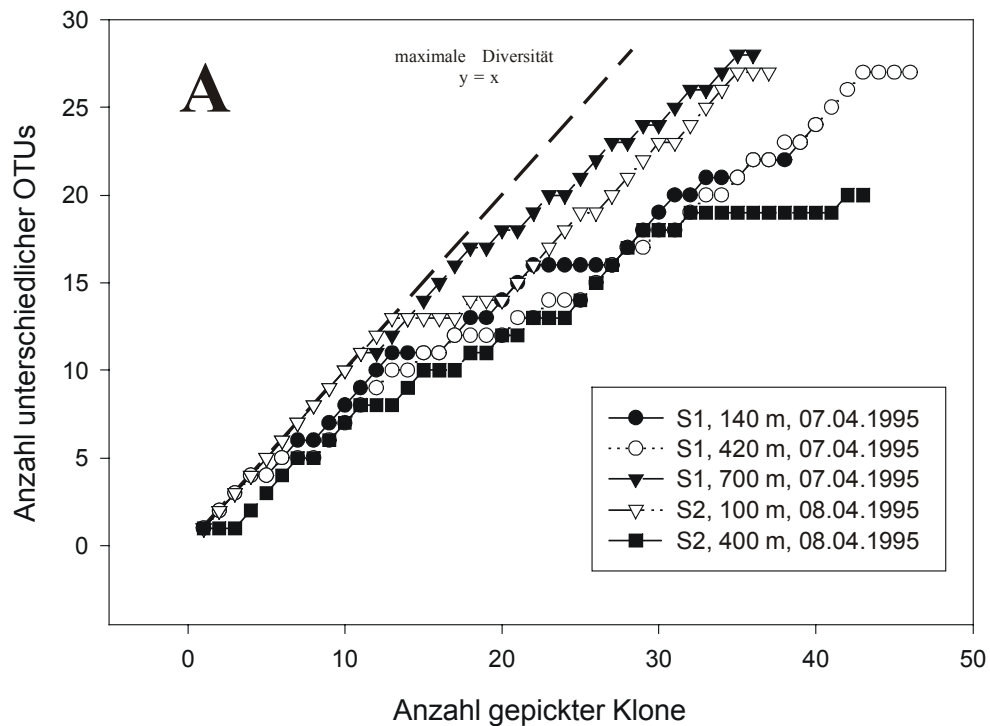 30
25
20
15
10
5
0
Anzahl unterschiedlicher OTUs
A
maximale Diversität
y = x
S1, 140 m, 07.04.1995
S1, 420 m, 07.04.1995
S1, 700 m, 07.04.1995
S2, 100 m, 08.04.1995
S2, 400 m, 08.04.1995
0 10 20 30 40 50
Anzahl gepickter Klone